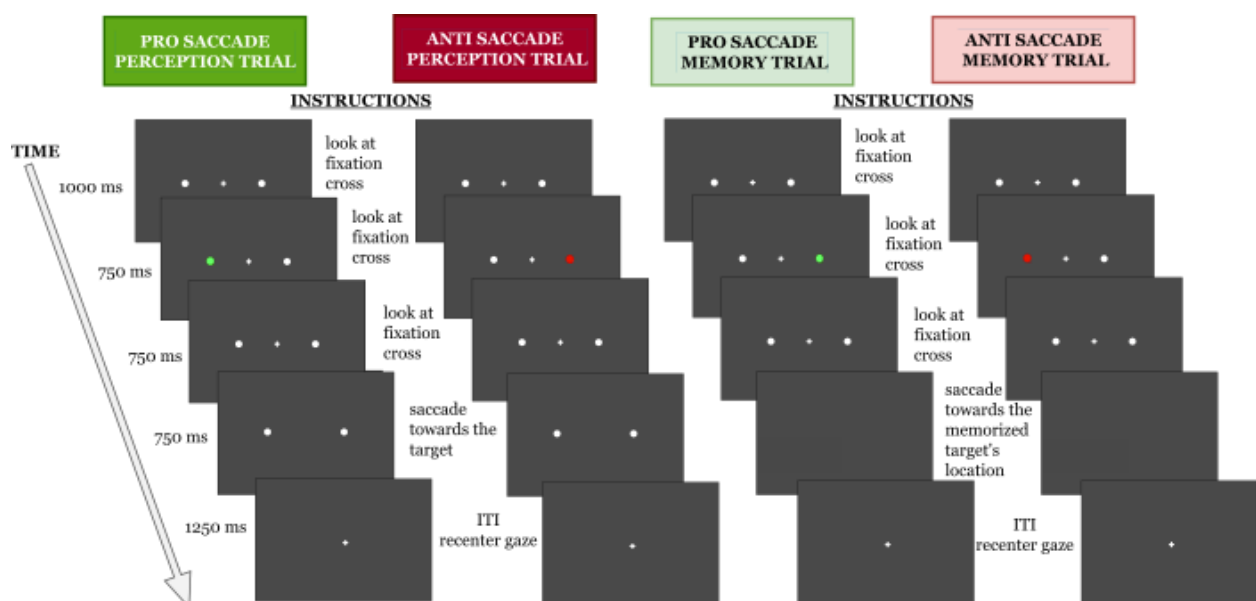 PRO SACCADE
PERCEPTION TRIAL
ANTI SACCADE
PERCEPTION TRIAL
PRO SACCADE
MEMORY TRIAL
ANTI SACCADE
MEMORY TRIAL
INSTRUCTIONS
INSTRUCTIONS
TIME
1000 ms
look at
fixation
cross
look at
fixation
cross
750 ms
look at
fixation
cross
look at
fixation
cross
750 ms
look at
fixation
cross
look at
fixation
cross
750 ms
saccade
towards the
target
saccade
towards the
memorized
target's
location
1250 ms
ITI
recenter gaze
ITI
recenter gaze